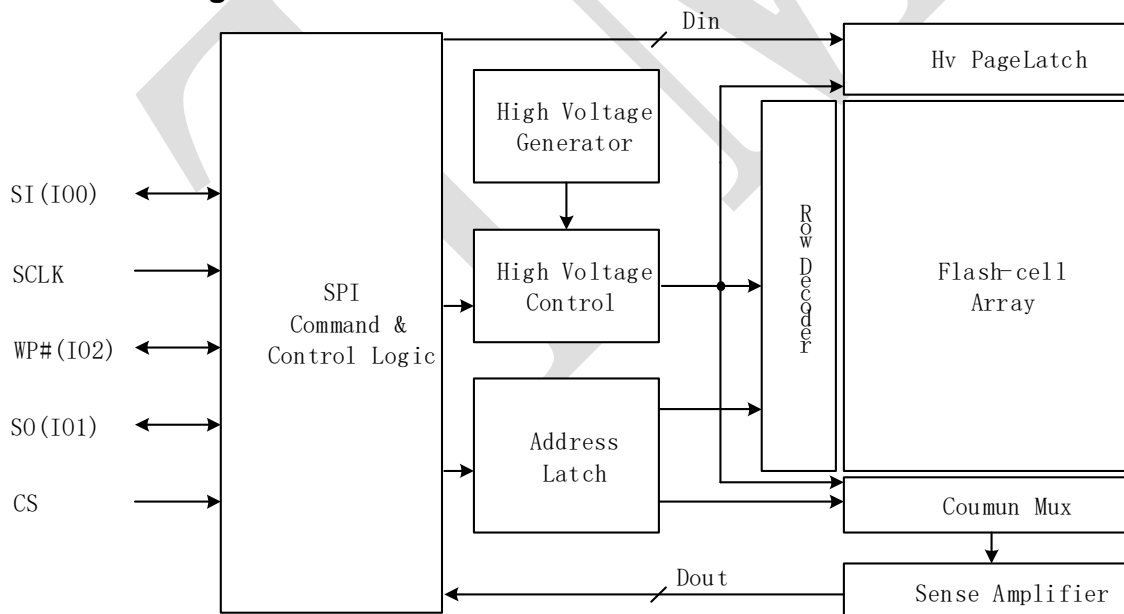 Din
Hv PageLatch
High Voltage
Generator
SI(IO0)
SCLK
WP#(IO2)
SO(IO1)
CS
SPI
Command &
Control Logic
High Voltage
Control
Address
Latch
Row Decoder
Flash-cell
Array
Coumun Mux
Dout
Sense Amplifier